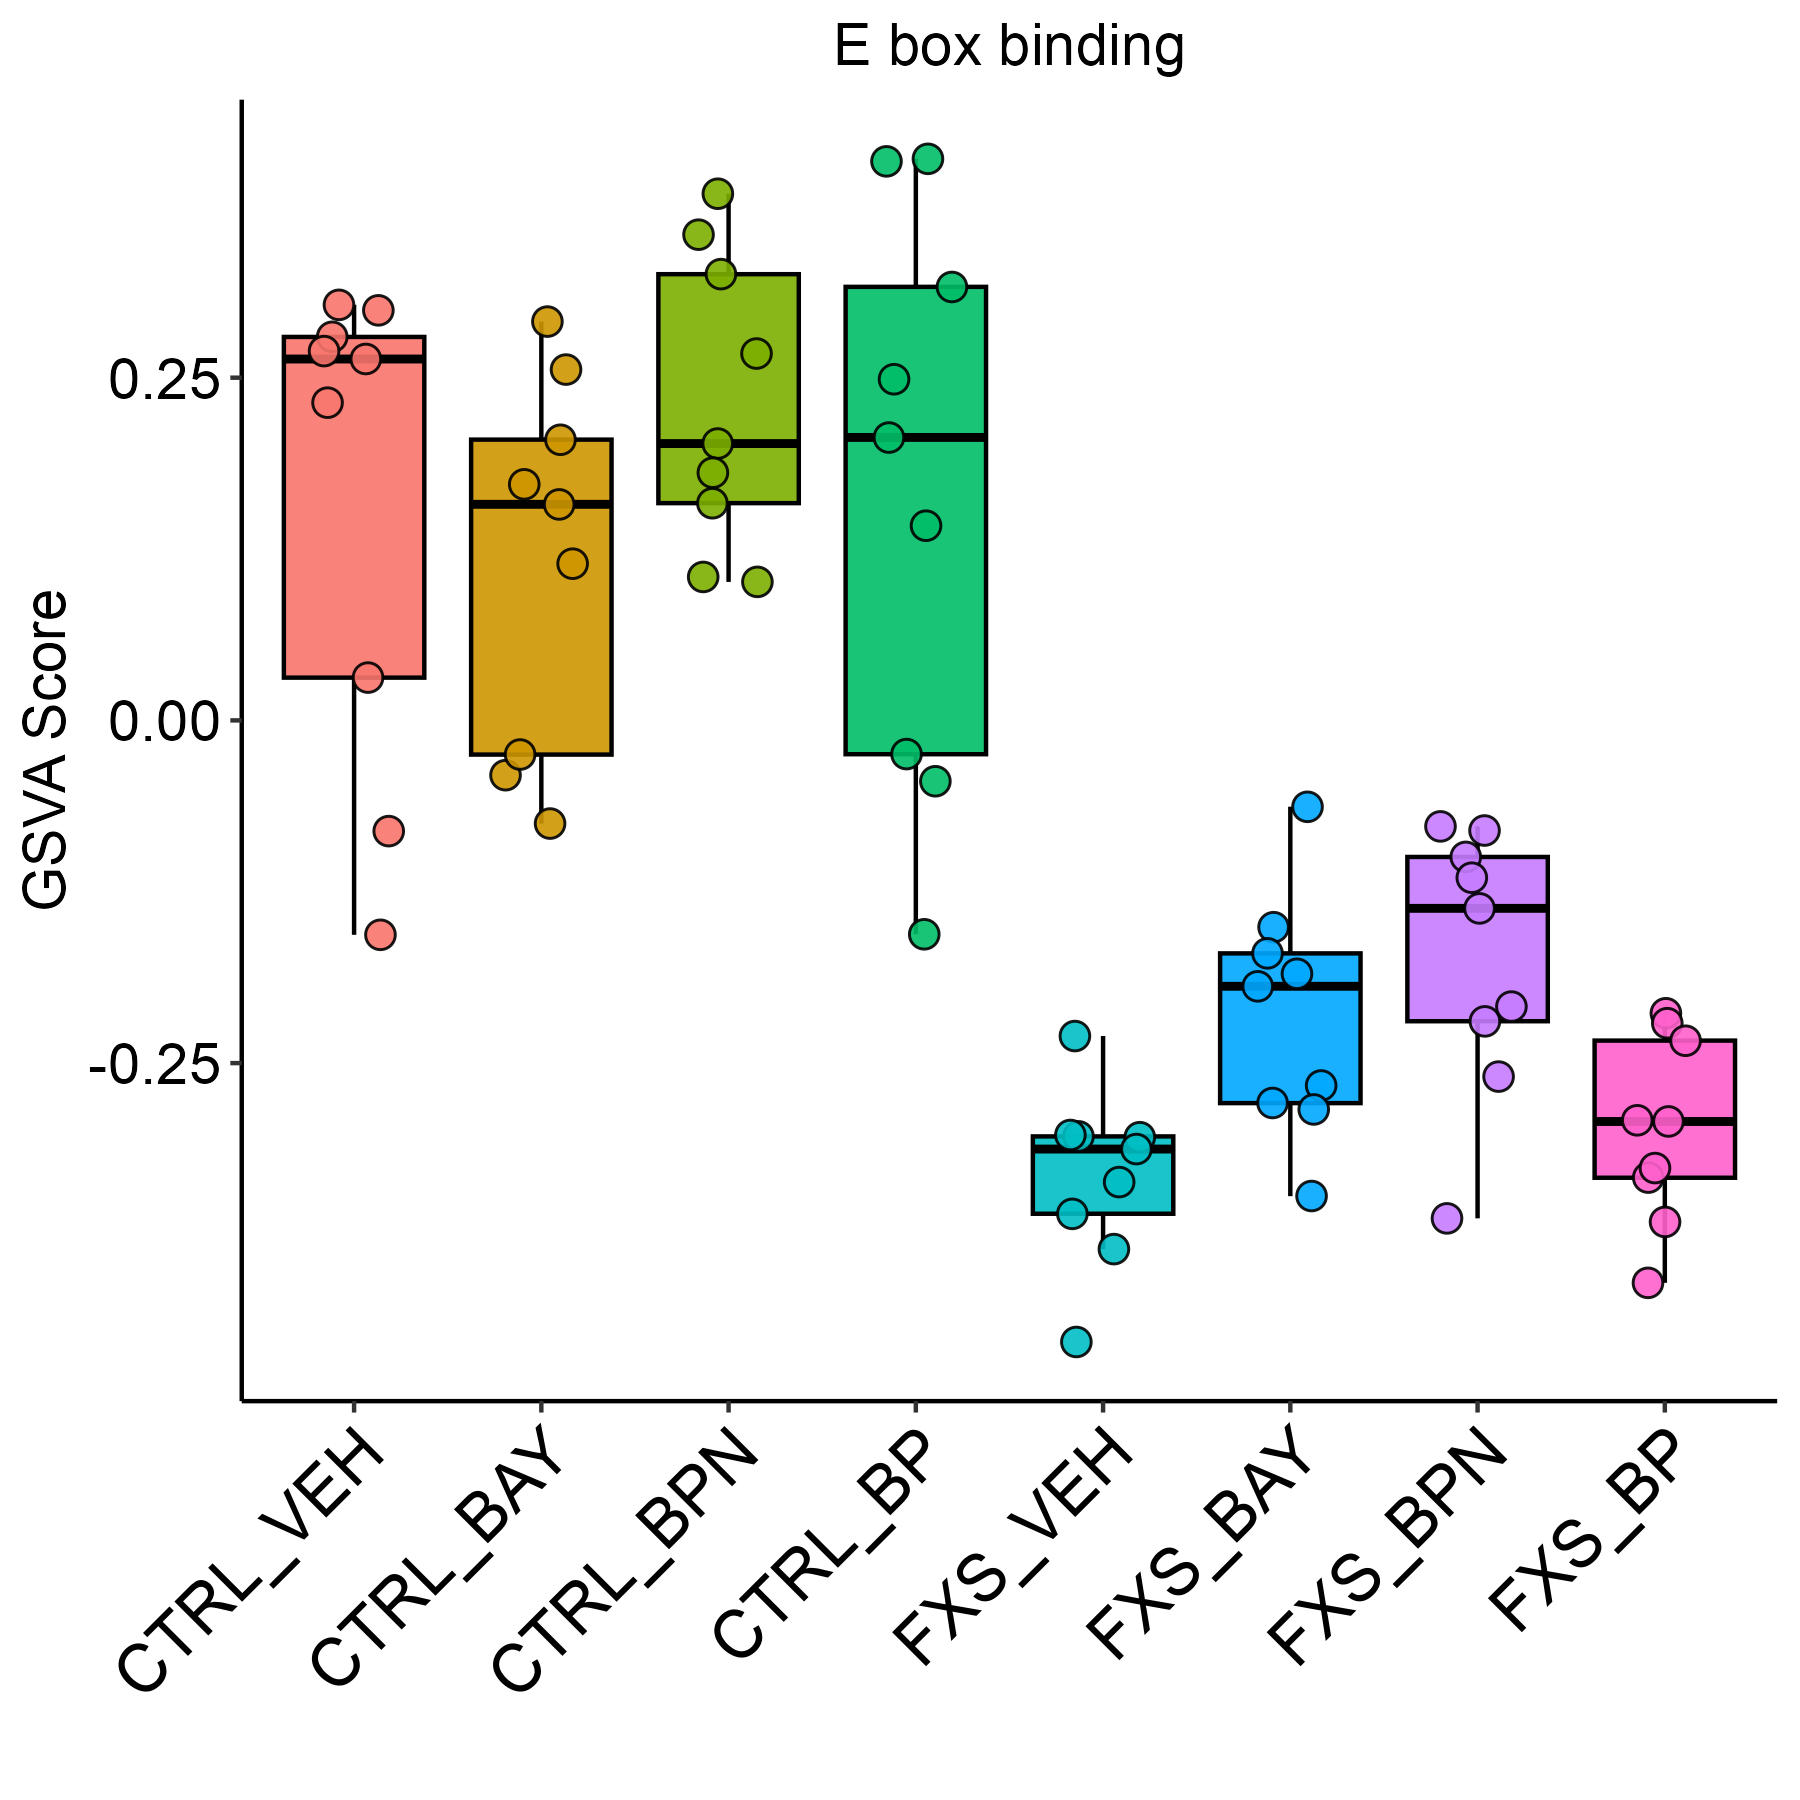 E box binding
GSVA Score
0.25
0.00
-0.25
CTRL_VEH
CTRL_BAY
CTRL_BPN
CTRL_BP
FXS_VEH
FXS_BAY
FXS_BPN
FXS_BP